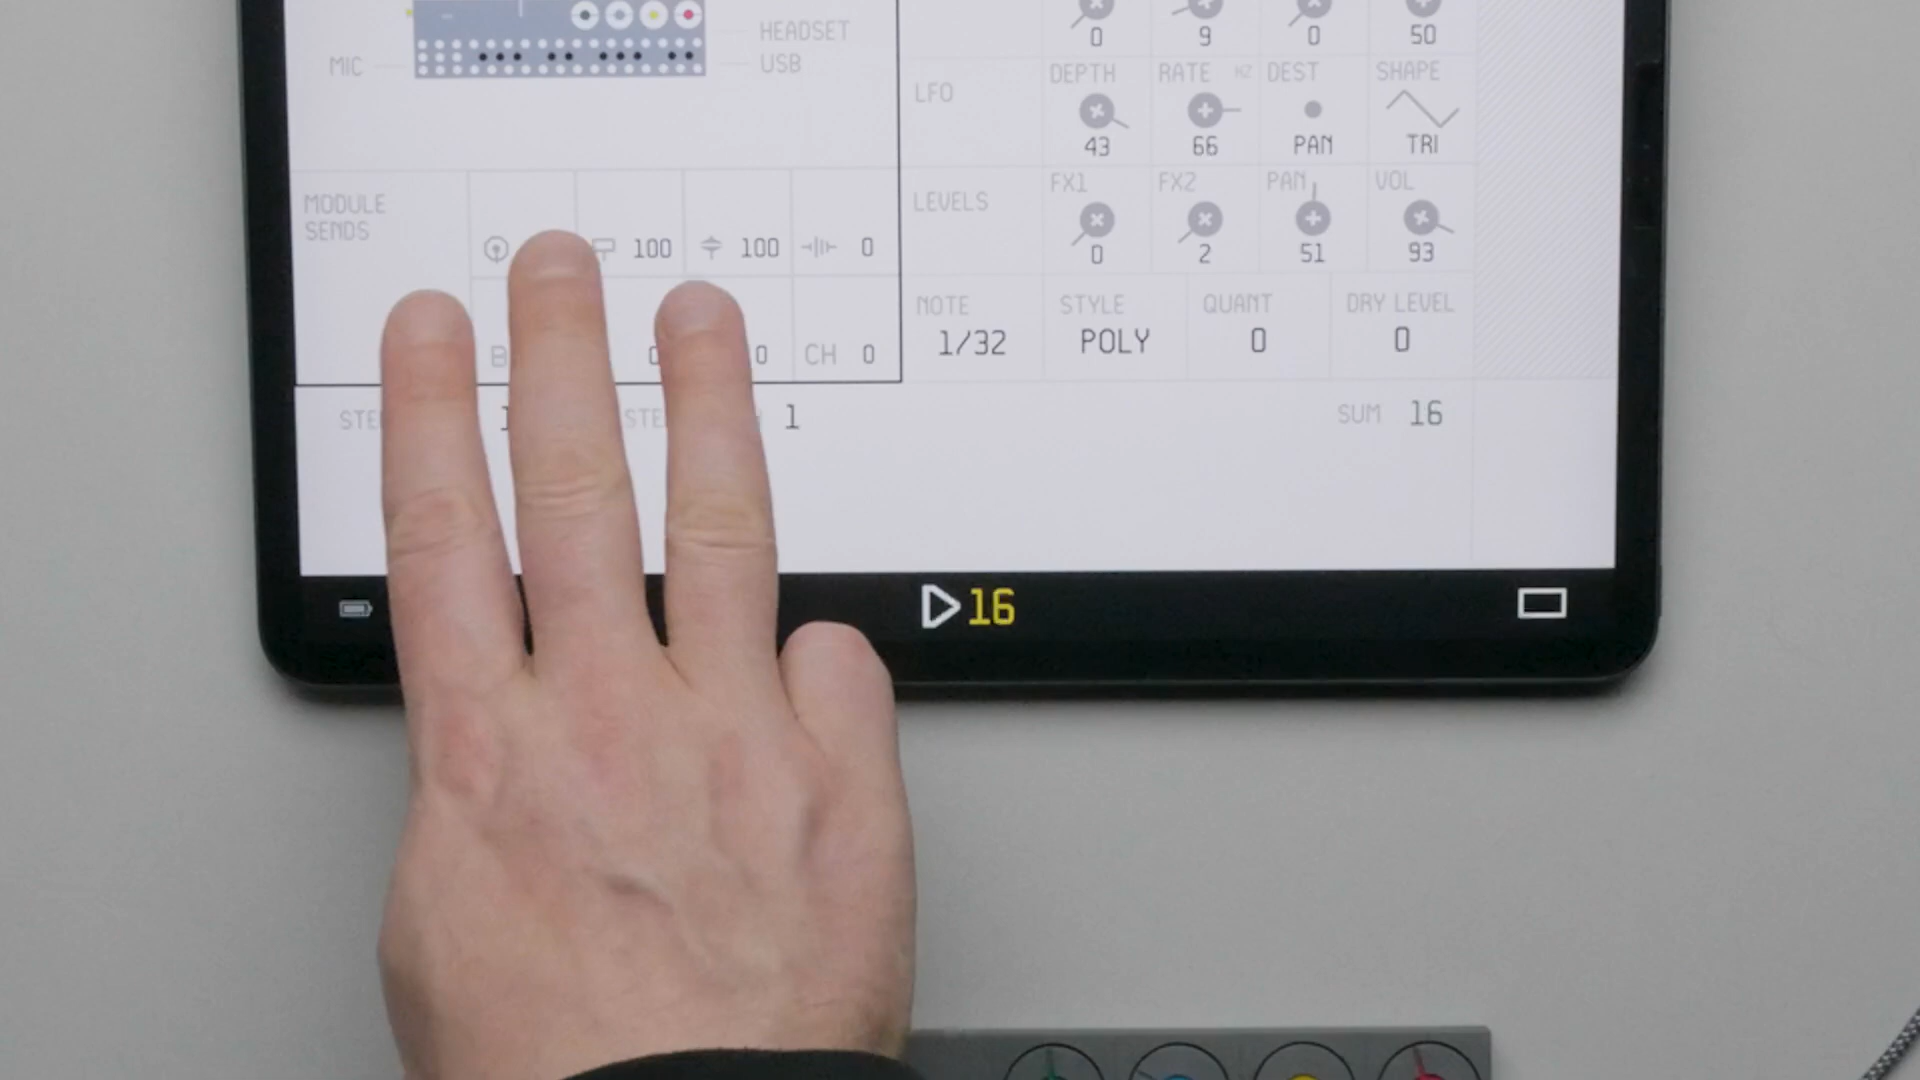 MIC
HEADSET
USB
0 9 0 50
LFO
DEPTH RATE HZ DEST SHAPE
43 66 PAN TRI
MODULE
SENDS
100 100 0
LEVELS
FX1 FX2 PAN VOL
0 2 51 93
0 CH 0
NOTE STYLE QUANT DRY LEVEL
1/32 POLY 0 0
1
SUM 16
16